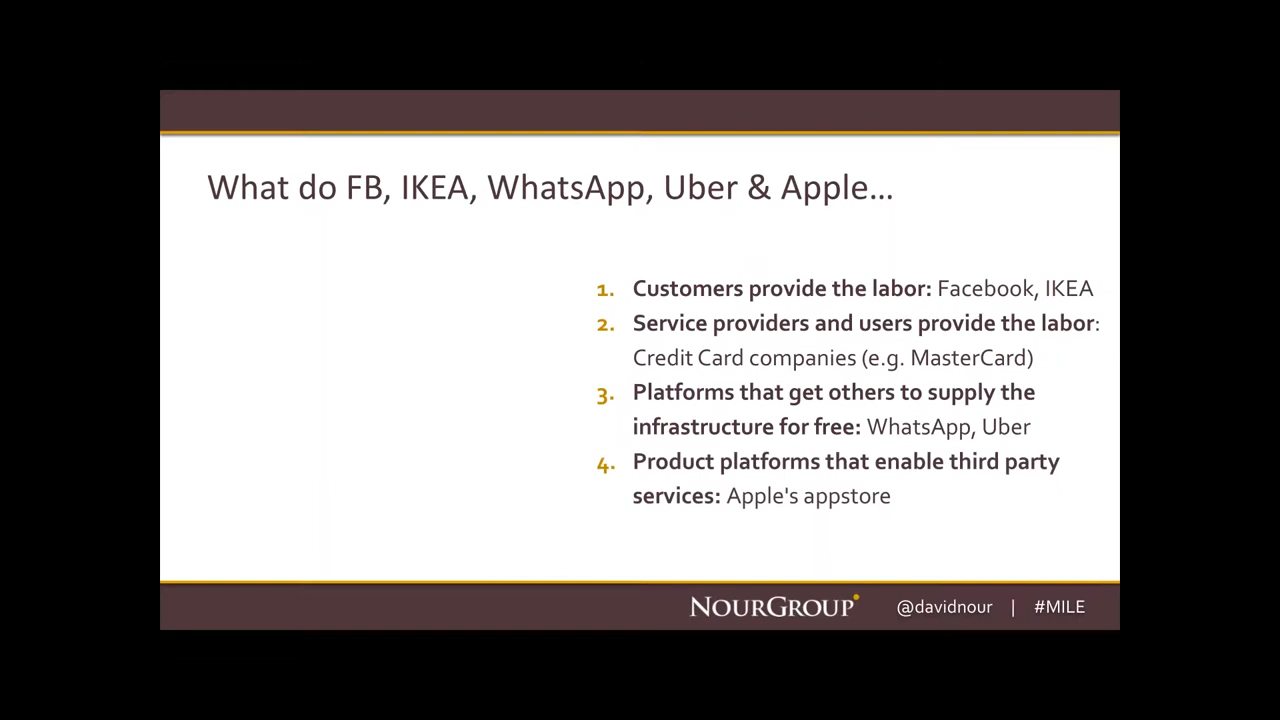 What do FB, IKEA, WhatsApp, Uber & Apple...
1. Customers provide the labor: Facebook, IKEA
2. Service providers and users provide the labor:
Credit Card companies (e.g. MasterCard)
3. Platforms that get others to supply the
infrastructure for free: WhatsApp, Uber
4. Product platforms that enable third party
services: Apple's appstore
NOURGROUP @davidnour | #MILE